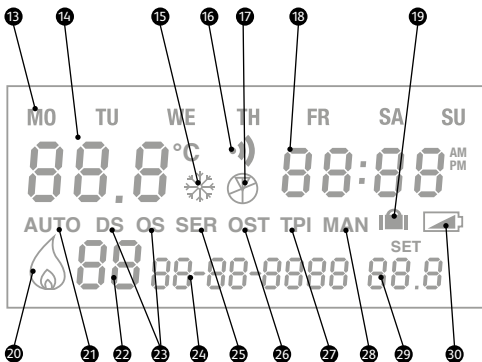 13 14 15 16 17 18 19
MO TU WE TH FR SA SU
88.8 °C 88:88 AM
PM
AUTO DS OS SER OST TPI MAN
SET
88 88-88-8888 88.8
20 21 22 23 24 25 26 27 28 29 30